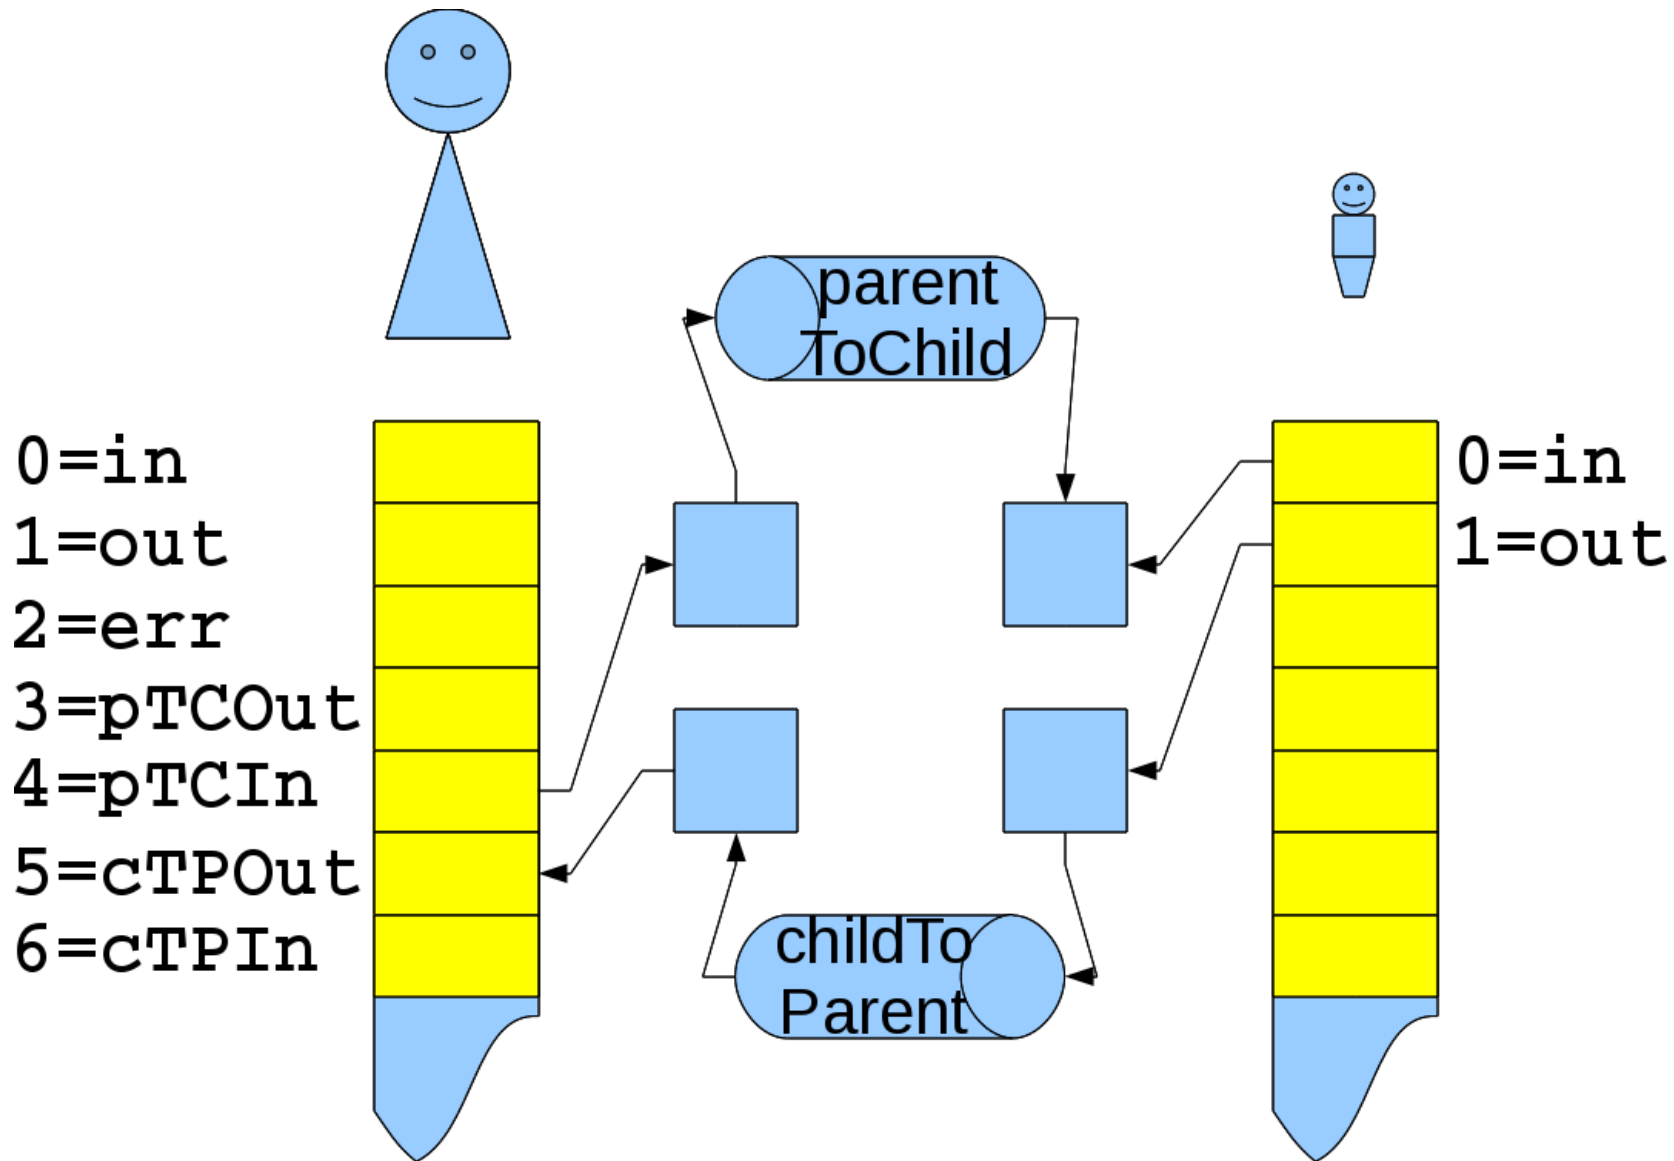 parent
ToChild
0=in
1=out
2=err
3=pTCOut
4=pTCIn
5=cTPOut
6=cTPIn
0=in
1=out
childTo
Parent